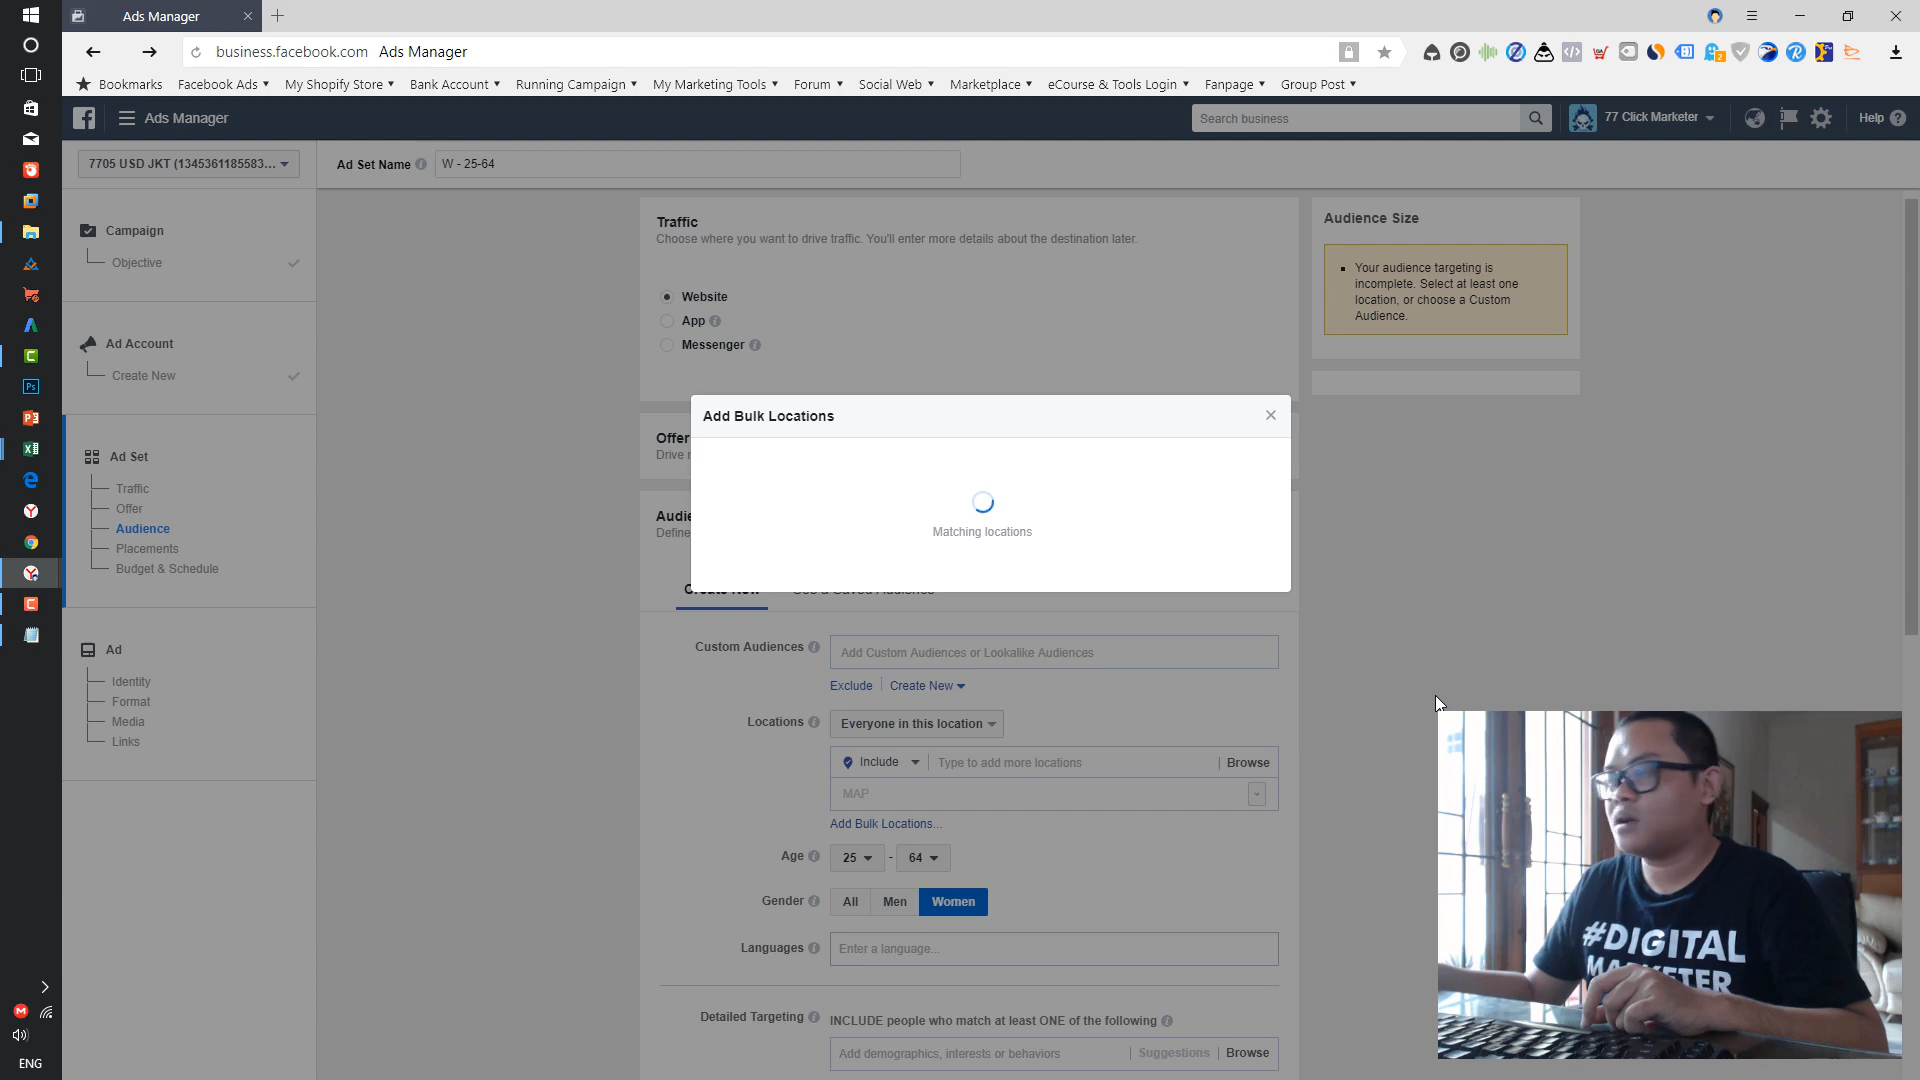 Ads Manager
business.facebook.com Ads Manager
Bookmarks Facebook Ads My Shopify Store Bank Account Running Campaign My Marketing Tools Forum Social Web Marketplace eCourse & Tools Login Fanpage Group Post
Ads Manager
Search business
77 Click Marketer
Help
7705 USD JKT (1345361185583...
Ad Set Name
W - 25-64
Campaign
Objective
Ad Account
Create New
Ad Set
Traffic
Offer
Audience
Placements
Budget & Schedule
Ad
Identity
Format
Media
Links
Traffic
Choose where you want to drive traffic. You'll enter more details about the destination later.
Website
App
Messenger
Offer
Add Bulk Locations
Matching locations
Create New
Use a Saved Audience
Custom Audiences
Add Custom Audiences or Lookalike Audiences
Exclude
Create New
Locations
Everyone in this location
Include
Type to add more locations
Browse
MAP
Add Bulk Locations...
Age
25 - 64
Gender
All Men Women
Languages
Enter a language...
Detailed Targeting
INCLUDE people who match at least ONE of the following
Add demographics, interests or behaviors
Suggestions
Browse
Audience Size
Your audience targeting is
incomplete. Select at least one
location, or choose a Custom
Audience.
#DIGITAL
MARKETER
ENG